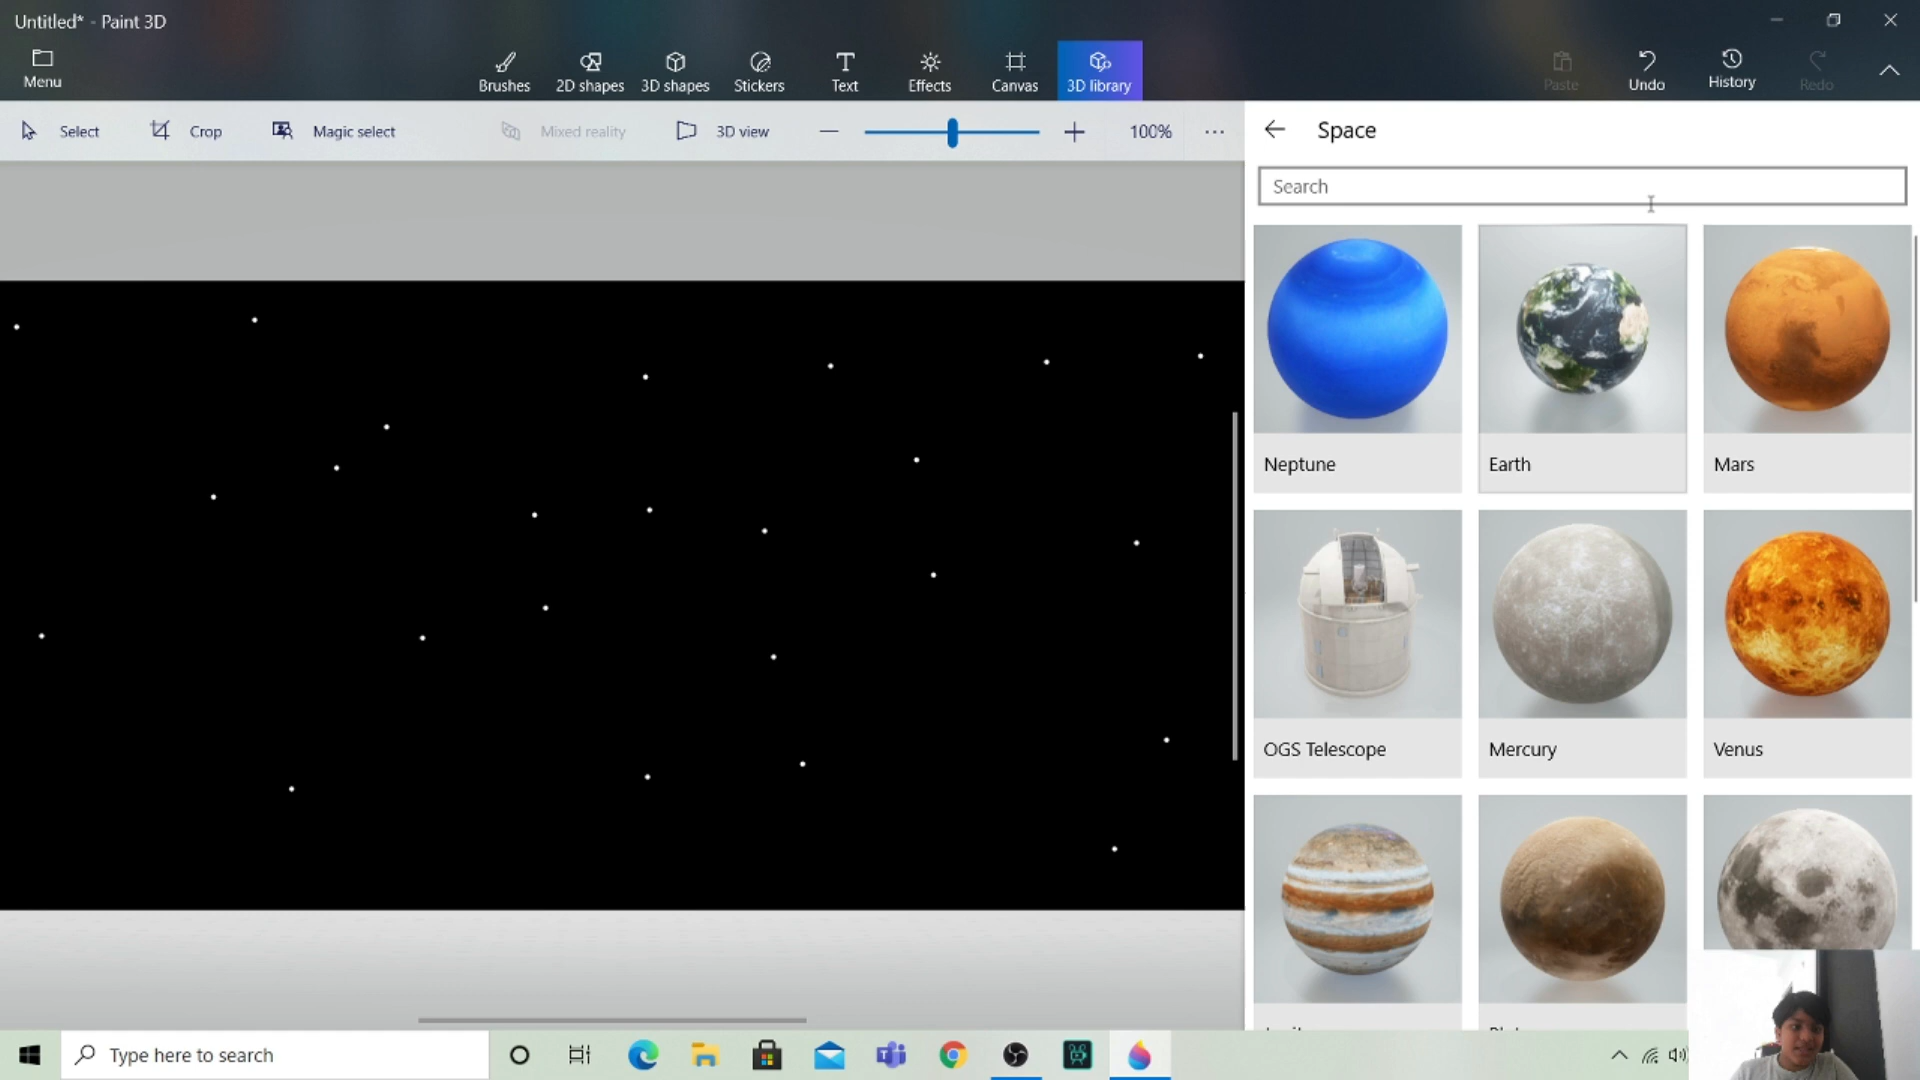 Untitled* - Paint 3D
Menu
Brushes
2D shapes
3D shapes
Stickers
Text
Effects
Canvas
3D library
Paste
Undo
History
Redo
Select
Crop
Magic select
Mixed reality
3D view
100%
Space
Search
Neptune
Earth
Mars
OGS Telescope
Mercury
Venus
Type here to search